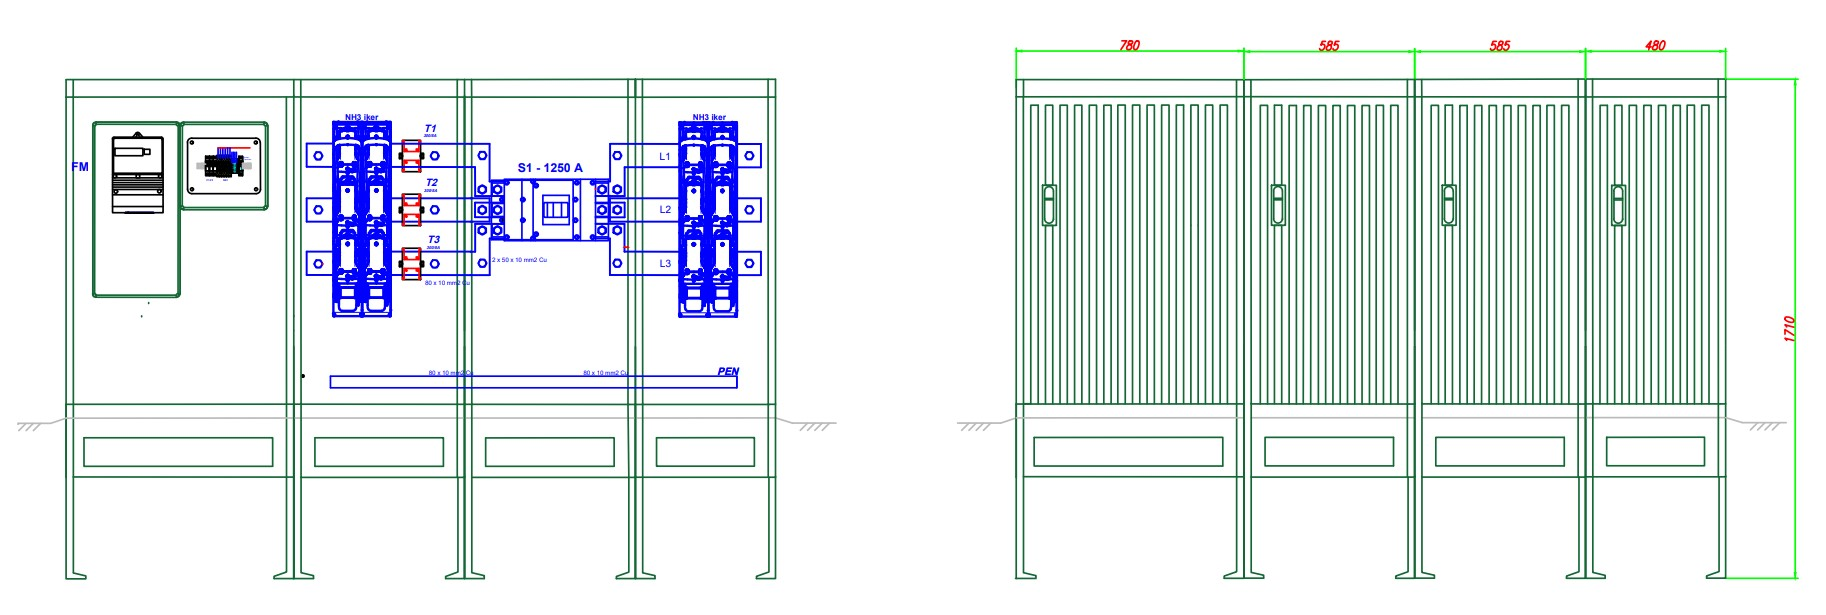 780
585
585
480
NH3 iker
NH3 iker
T1
S1 - 1250 A
L1
FM
T2
L2
T3
L3
2 x 50 x 10 mm2 Cu
80 x 10 mm2 Cu
1710
80 x 10 mm2 Cu
80 x 10 mm2 Cu
PEN